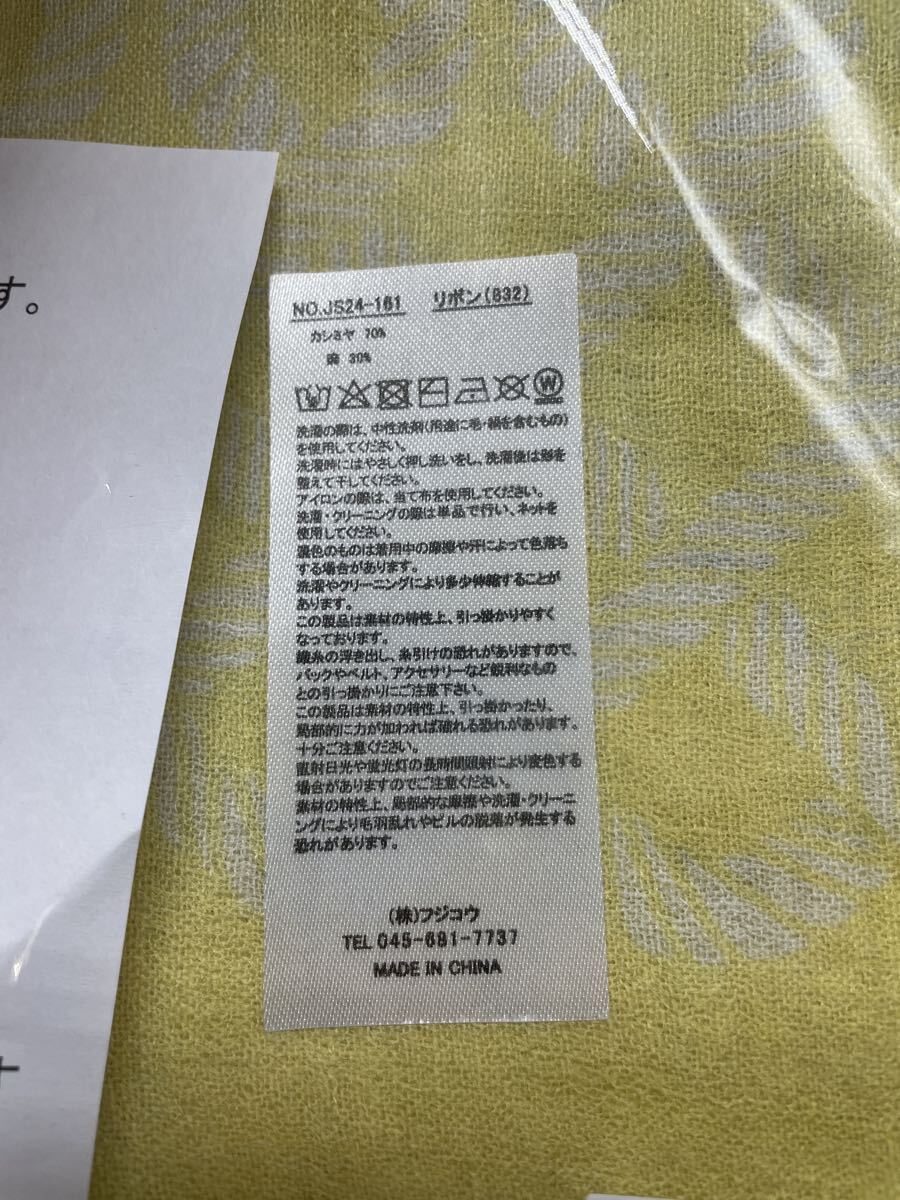 す。
NO.JS24-161 リボン(832)
カシミヤ 70%
麻 30%
W
洗濯の際は、中性洗剤(用途に毛・絹を含むもの)
を使用してください。
洗濯時にはやさしく押し洗いをし、洗濯後は形を
整えて干してください。
アイロンの際は、当て布を使用してください。
洗濯・クリーニングの際は単品で行い、ネットを
使用してください。
濃色のものは着用中の摩擦や汗によって色落ち
する場合があります。
洗濯やクリーニングにより多少伸縮することが
あります。
この製品は素材の特性上、引っ掛かりやすく
なっております。
織糸の浮き出し、糸引けの恐れがありますので、
バックやベルト、アクセサリーなど鋭利なもの
との引っ掛かりにご注意下さい。
この製品は素材の特性上、引っ掛かったり、
局部的に力が加われば破れる恐れがあります。
十分ご注意ください。
直射日光や蛍光灯の長時間照射により変色する
場合がありますのでご注意ください。
素材の特性上、局部的な摩擦や洗濯・クリーニ
ングにより毛羽乱れやピルの脱落が発生する
恐れがあります。
(株)フジコウ
TEL 045-681-7737
MADE IN CHINA